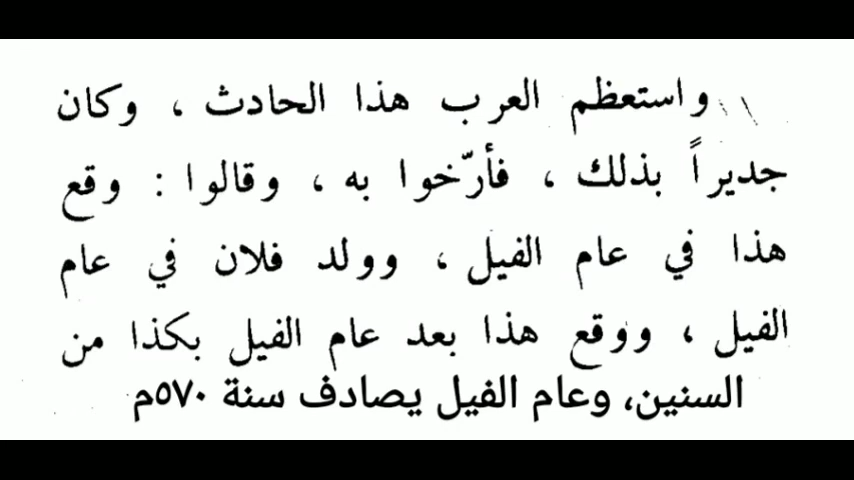 واستعظم العرب هذا الحادث ، وكان
جديراً بذلك ، فأرّخوا به ، وقالوا : وقع
هذا في عام الفيل ، وولد فلان في عام
الفيل ، ووقع هذا بعد عام الفيل بكذا من
السنين، وعام الفيل يصادف سنة ٥٧٠م